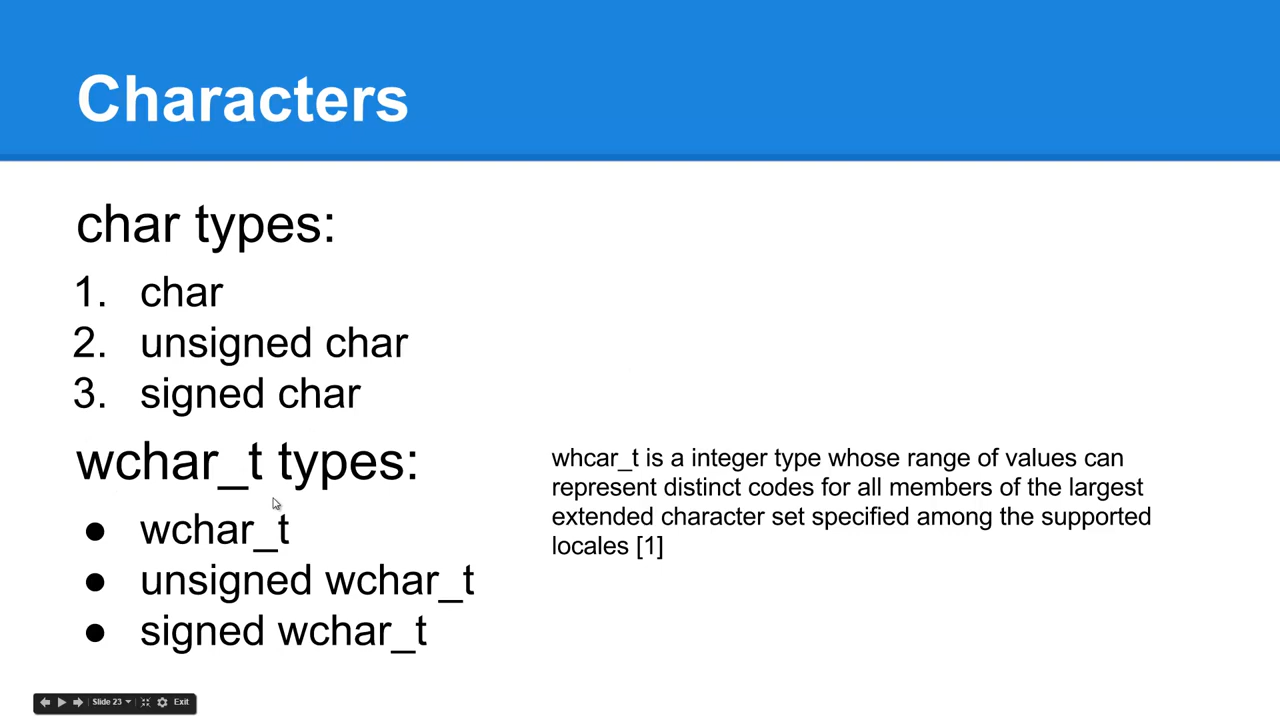 Characters
char types:
1. char
2. unsigned char
3. signed char
wchar_t types:
● wchar_t
● unsigned wchar_t
● signed wchar_t
whcar_t is a integer type whose range of values can
represent distinct codes for all members of the largest
extended character set specified among the supported
locales [1]
Slide 23
Exit